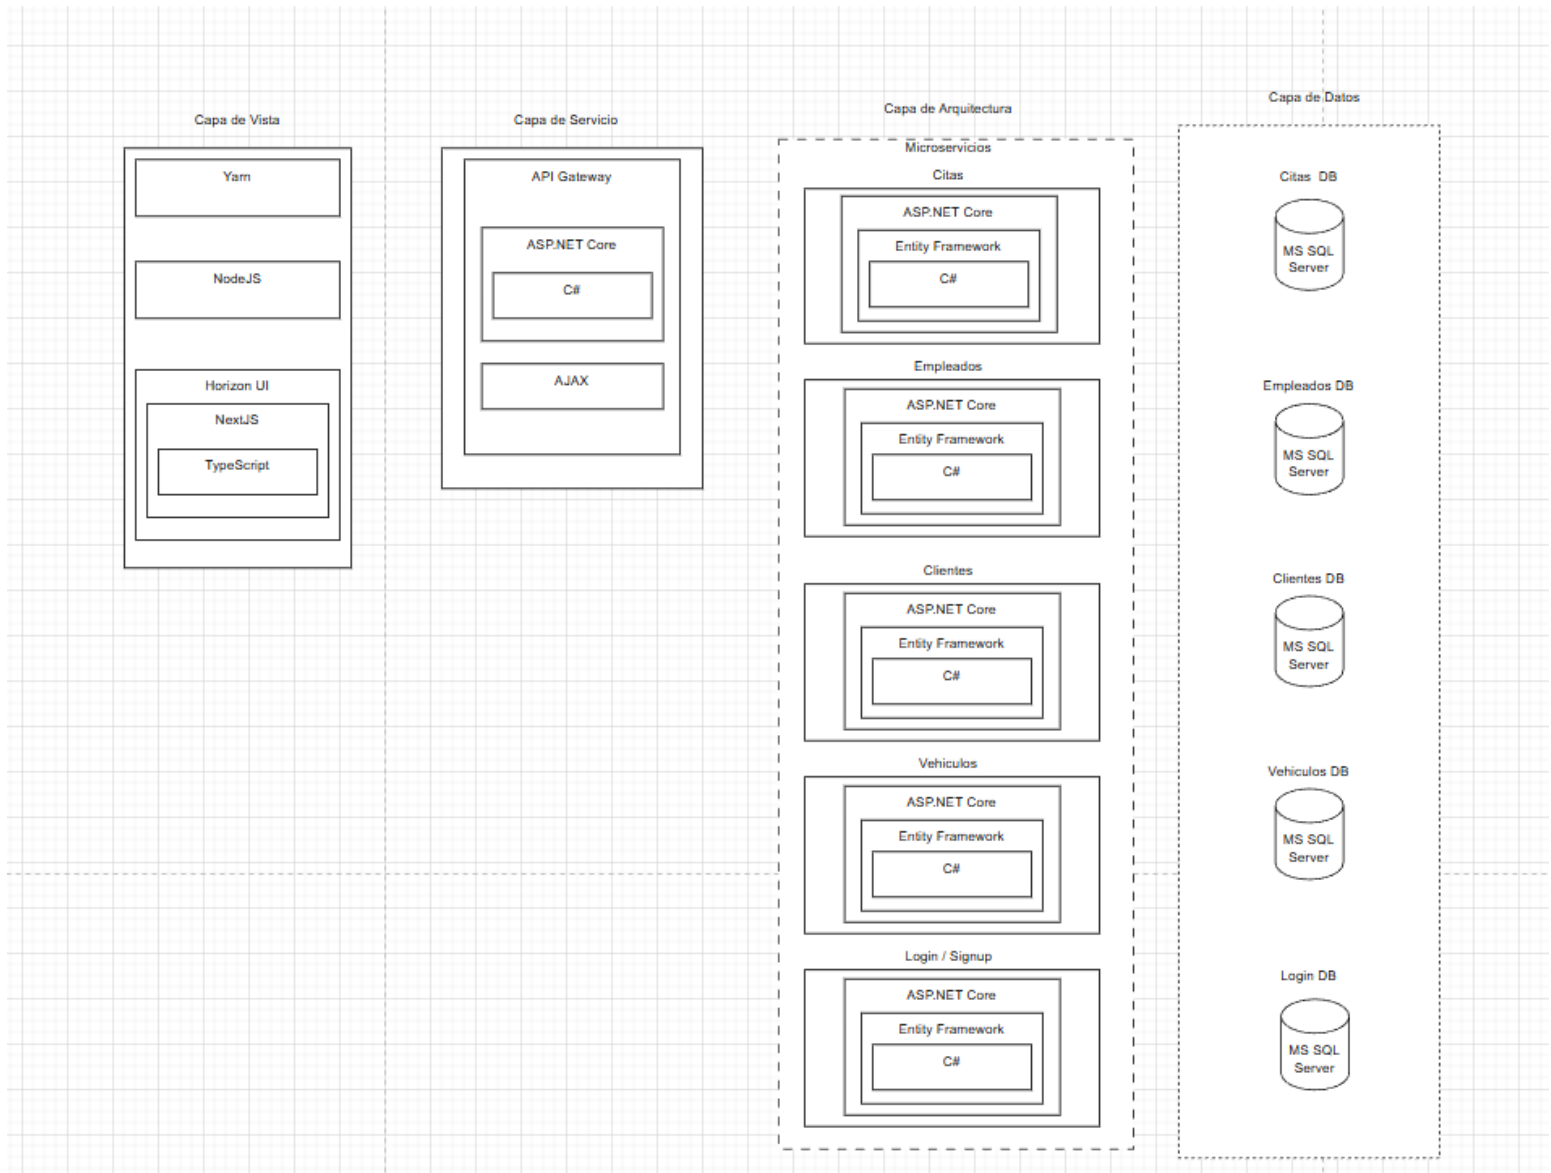 Capa de Vista
Yarn
NodeJS
Horizon UI
NextJS
TypeScript
Capa de Servicio
API Gateway
ASP.NET Core
C#
AJAX
Capa de Arquitectura
Microservicios
Citas
ASP.NET Core
Entity Framework
C#
Empleados
ASP.NET Core
Entity Framework
C#
Clientes
ASP.NET Core
Entity Framework
C#
Vehiculos
ASP.NET Core
Entity Framework
C#
Login / Signup
ASP.NET Core
Entity Framework
C#
Capa de Datos
Citas DB
MS SQL
Server
Empleados DB
MS SQL
Server
Clientes DB
MS SQL
Server
Vehiculos DB
MS SQL
Server
Login DB
MS SQL
Server